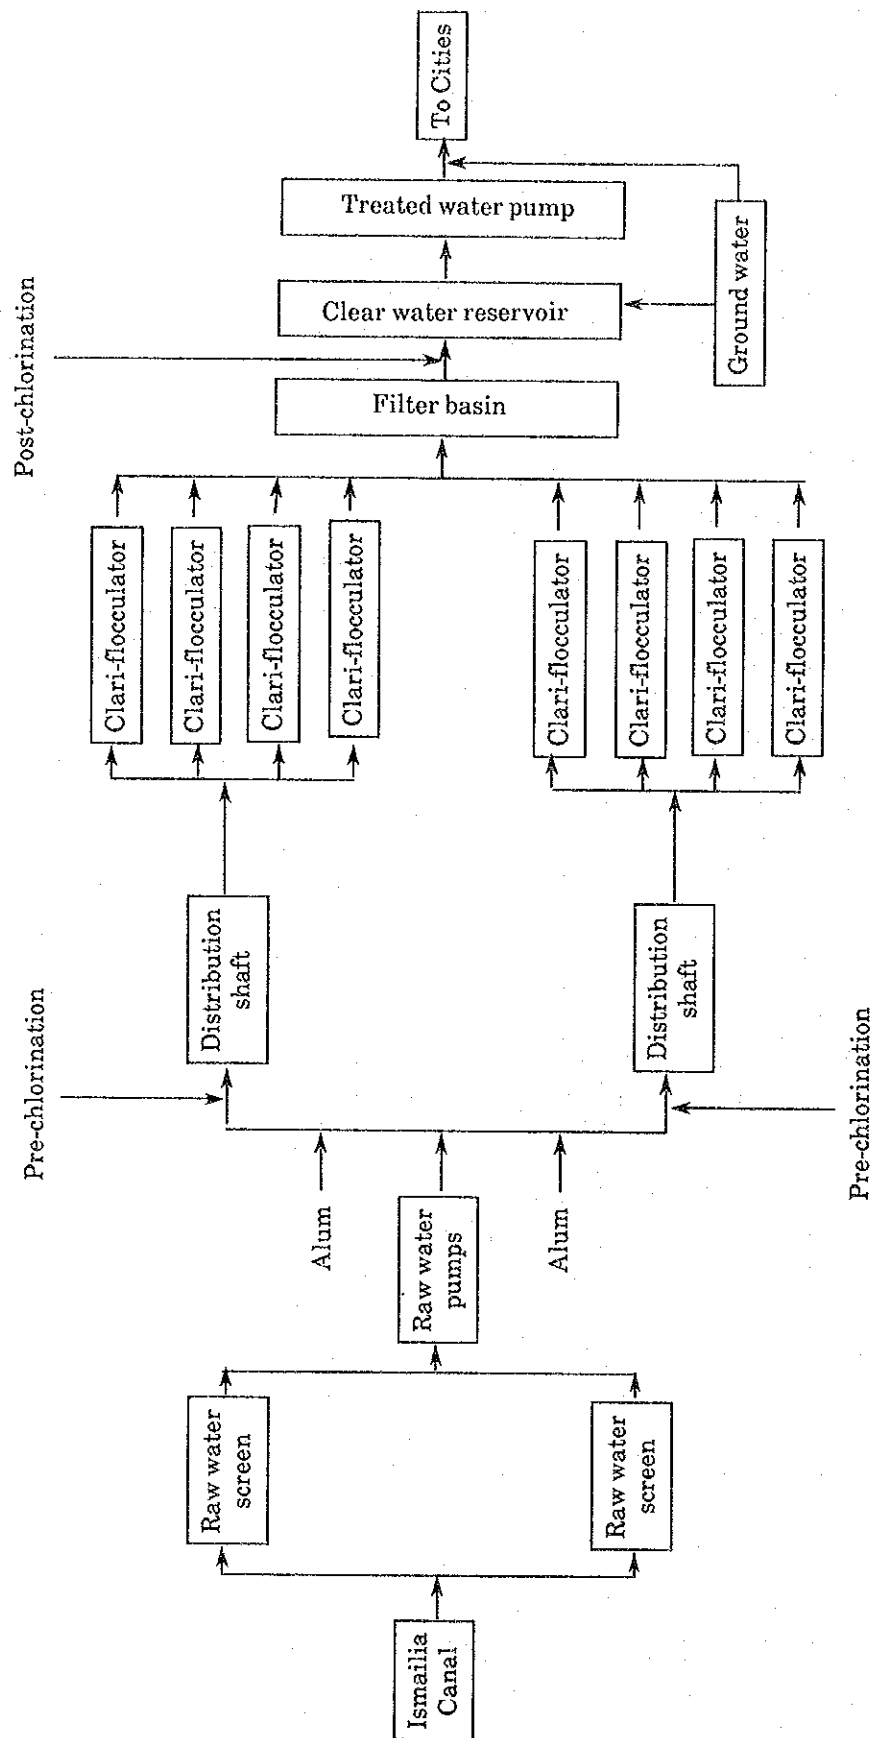 Ismailia
Canal
Raw water
screen
Raw water
screen
Raw water
pumps
Alum
Alum
Pre-chlorination
Pre-chlorination
Distribution
shaft
Distribution
shaft
Clari-flocculator
Clari-flocculator
Clari-flocculator
Clari-flocculator
Clari-flocculator
Clari-flocculator
Clari-flocculator
Clari-flocculator
Filter basin
Post-chlorination
Clear water reservoir
Treated water pump
Ground water
To Cities